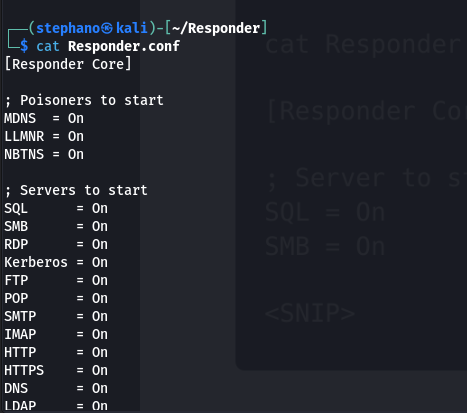 (stephano㉿kali)-[~/Responder]
$ cat Responder.conf
[Responder Core]
; Poisoners to start
MDNS = On
LLMNR = On
NBTNS = On
; Servers to start
SQL = On
SMB = On
RDP = On
Kerberos = On
FTP = On
POP = On
SMTP = On
IMAP = On
HTTP = On
HTTPS = On
DNS = On
LDAP = On
cat Responder
[Responder Co
; Server to s
SQL = On
SMB = On
<SNIP>